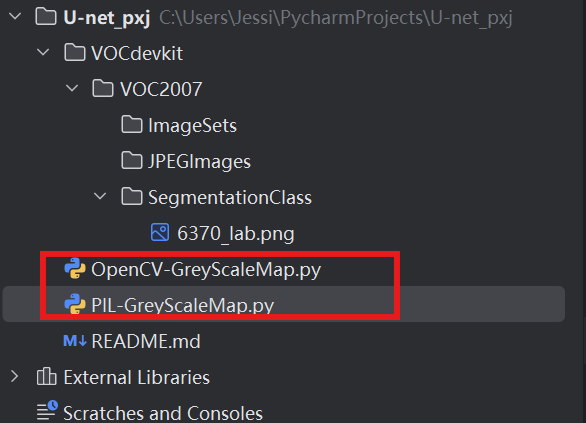 U-net_pxj C:\Users\Jessi\PycharmProjects\U-net_pxj
VOCdevkit
VOC2007
ImageSets
JPEGImages
SegmentationClass
6370_lab.png
OpenCV-GreyScaleMap.py
PIL-GreyScaleMap.py
M↓ README.md
External Libraries
Scratches and Consoles